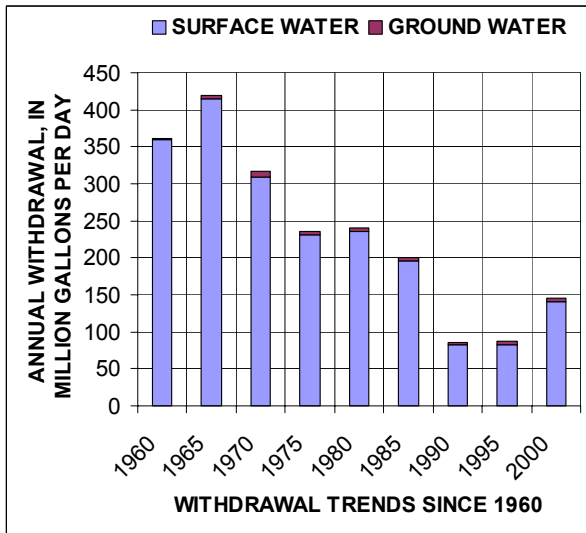 SURFACE WATER GROUND WATER
ANNUAL WITHDRAWAL, IN
MILLION GALLONS PER DAY
450
400
350
300
250
200
150
100
50
0
1960 1965 1970 1975 1980 1985 1990 1995 2000
WITHDRAWAL TRENDS SINCE 1960